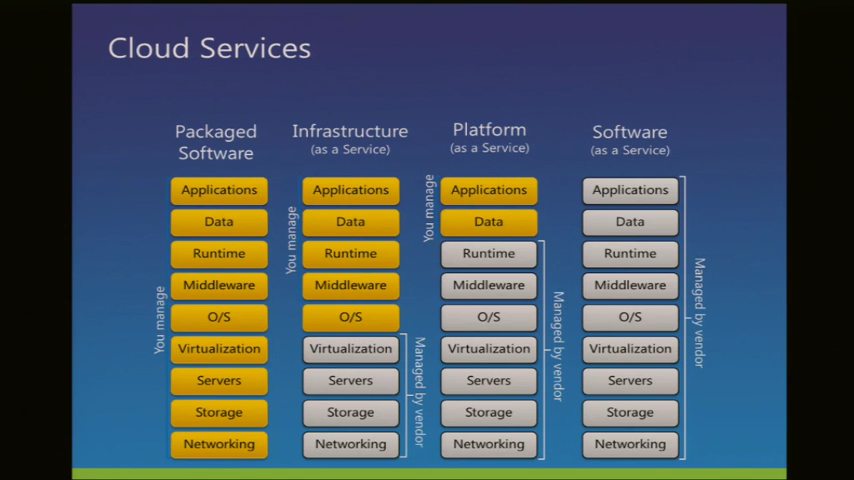 Cloud Services
Packaged
Software
You manage
Applications
Data
Runtime
Middleware
O/S
Virtualization
Servers
Storage
Networking
Infrastructure
(as a Service)
You manage
Applications
Data
Runtime
Middleware
O/S
Virtualization
Servers
Storage
Networking
Managed by vendor
Platform
(as a Service)
You manage
Applications
Data
Runtime
Middleware
O/S
Virtualization
Servers
Storage
Networking
Managed by vendor
Software
(as a Service)
Applications
Data
Runtime
Middleware
O/S
Virtualization
Servers
Storage
Networking
Managed by vendor